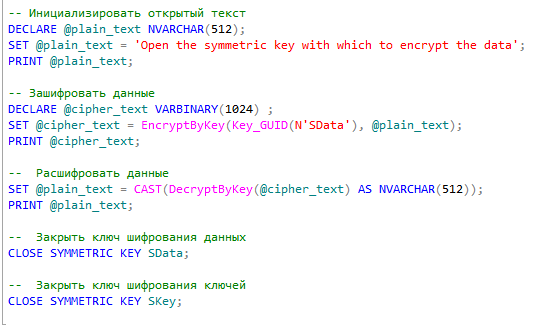 -- Инициализировать открытый текст
DECLARE @plain_text NVARCHAR(512);
SET @plain_text = 'Open the symmetric key with which to encrypt the data';
PRINT @plain_text;
-- Зашифровать данные
DECLARE @cipher_text VARBINARY(1024) ;
SET @cipher_text = EncryptByKey(Key_GUID(N'SData'), @plain_text);
PRINT @cipher_text;
--  Расшифровать данные
SET @plain_text = CAST(DecryptByKey(@cipher_text) AS NVARCHAR(512));
PRINT @plain_text;
--  Закрыть ключ шифрования данных
CLOSE SYMMETRIC KEY SData;
--  Закрыть ключ шифрования ключей
CLOSE SYMMETRIC KEY SKey;